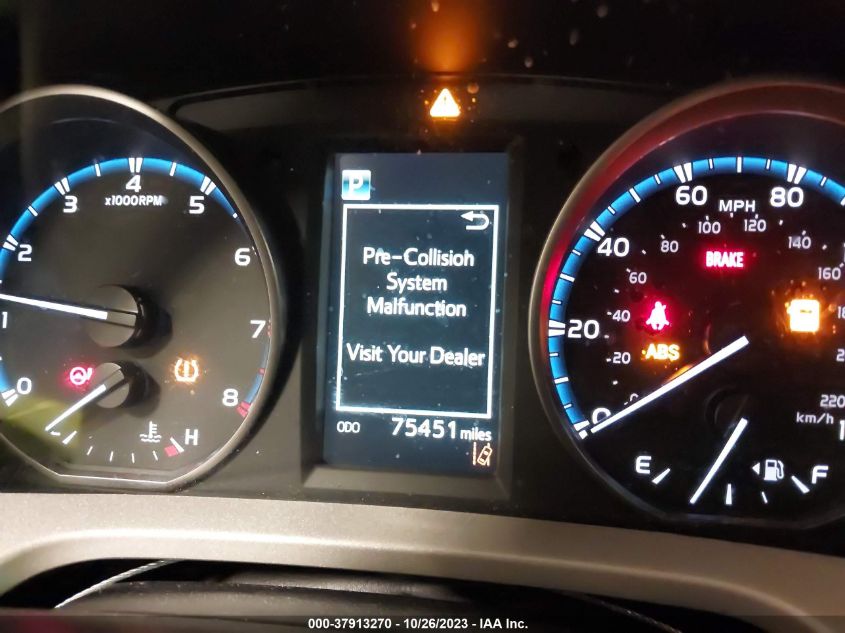 4
3
5
x1000RPM
2
6
1
7
0
8
H
P
Pre-Collision
System
Malfunction
Visit Your Dealer
ODO 75451 miles
60
80
MPH
100
120
40
80
140
BRAKE
60
160
40
20
ABS
20
0
220
km/h
E
F
000-37913270 - 10/26/2023 - IAA Inc.